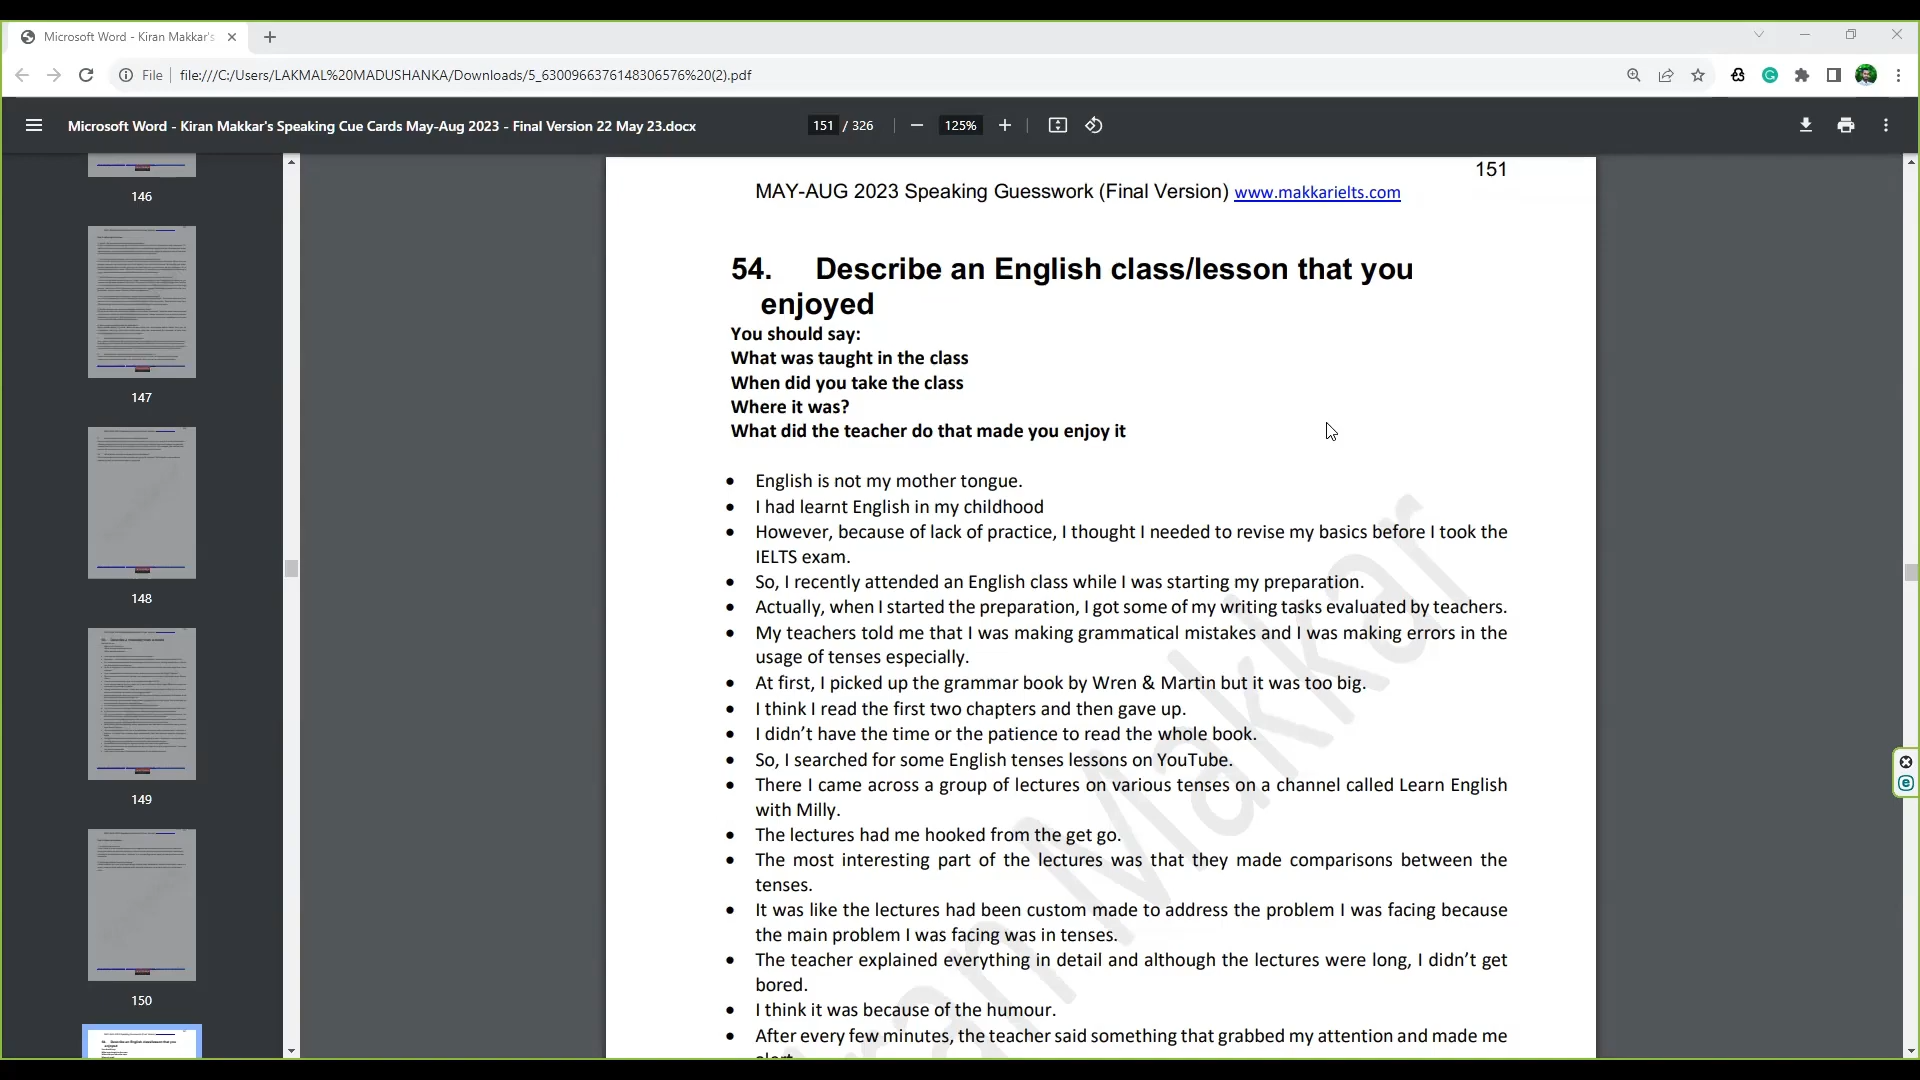 Microsoft Word - Kiran Makkar's
File
file:///C:/Users/LAKMAL%20MADUSHANKA/Downloads/5_6300966376148306576%20(2).pdf
Microsoft Word - Kiran Makkar's Speaking Cue Cards May-Aug 2023 - Final Version 22 May 23.docx
151 / 326
125%
146
147
148
149
150
151
MAY-AUG 2023 Speaking Guesswork (Final Version) www.makkarielts.com
54. Describe an English class/lesson that you
enjoyed
You should say:
What was taught in the class
When did you take the class
Where it was?
What did the teacher do that made you enjoy it
• English is not my mother tongue.
• I had learnt English in my childhood
• However, because of lack of practice, I thought I needed to revise my basics before I took the
IELTS exam.
• So, I recently attended an English class while I was starting my preparation.
• Actually, when I started the preparation, I got some of my writing tasks evaluated by teachers.
• My teachers told me that I was making grammatical mistakes and I was making errors in the
usage of tenses especially.
• At first, I picked up the grammar book by Wren & Martin but it was too big.
• I think I read the first two chapters and then gave up.
• I didn’t have the time or the patience to read the whole book.
• So, I searched for some English tenses lessons on YouTube.
• There I came across a group of lectures on various tenses on a channel called Learn English
with Milly.
• The lectures had me hooked from the get go.
• The most interesting part of the lectures was that they made comparisons between the
tenses.
• It was like the lectures had been custom made to address the problem I was facing because
the main problem I was facing was in tenses.
• The teacher explained everything in detail and although the lectures were long, I didn’t get
bored.
• I think it was because of the humour.
• After every few minutes, the teacher said something that grabbed my attention and made me